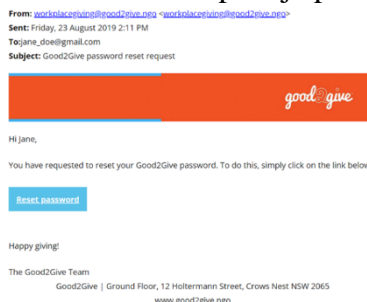 From: workplacegiving@good2give.ngo <workplacegiving@good2give.ngo>
Sent: Friday, 23 August 2019 2:11 PM
To:jane_doe@gmail.com
Subject: Good2Give password reset request
good2give
Hi Jane,
You have requested to reset your Good2Give password. To do this, simply click on the link below
Reset password
Happy giving!
The Good2Give Team
Good2Give | Ground Floor, 12 Holtermann Street, Crows Nest NSW 2065
www.good2give.ngo